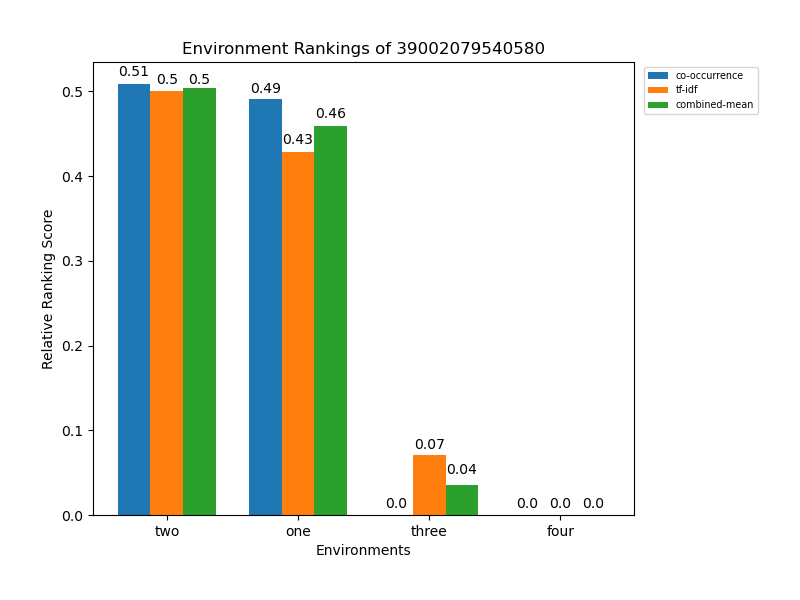 Environment Rankings of 39002079540580
co-occurrence
tf-idf
combined-mean
Relative Ranking Score
0.5
0.4
0.3
0.2
0.1
0.0
0.51 0.5 0.5
0.49 0.43 0.46
0.0 0.07 0.04
0.0 0.0 0.0
two one three four
Environments